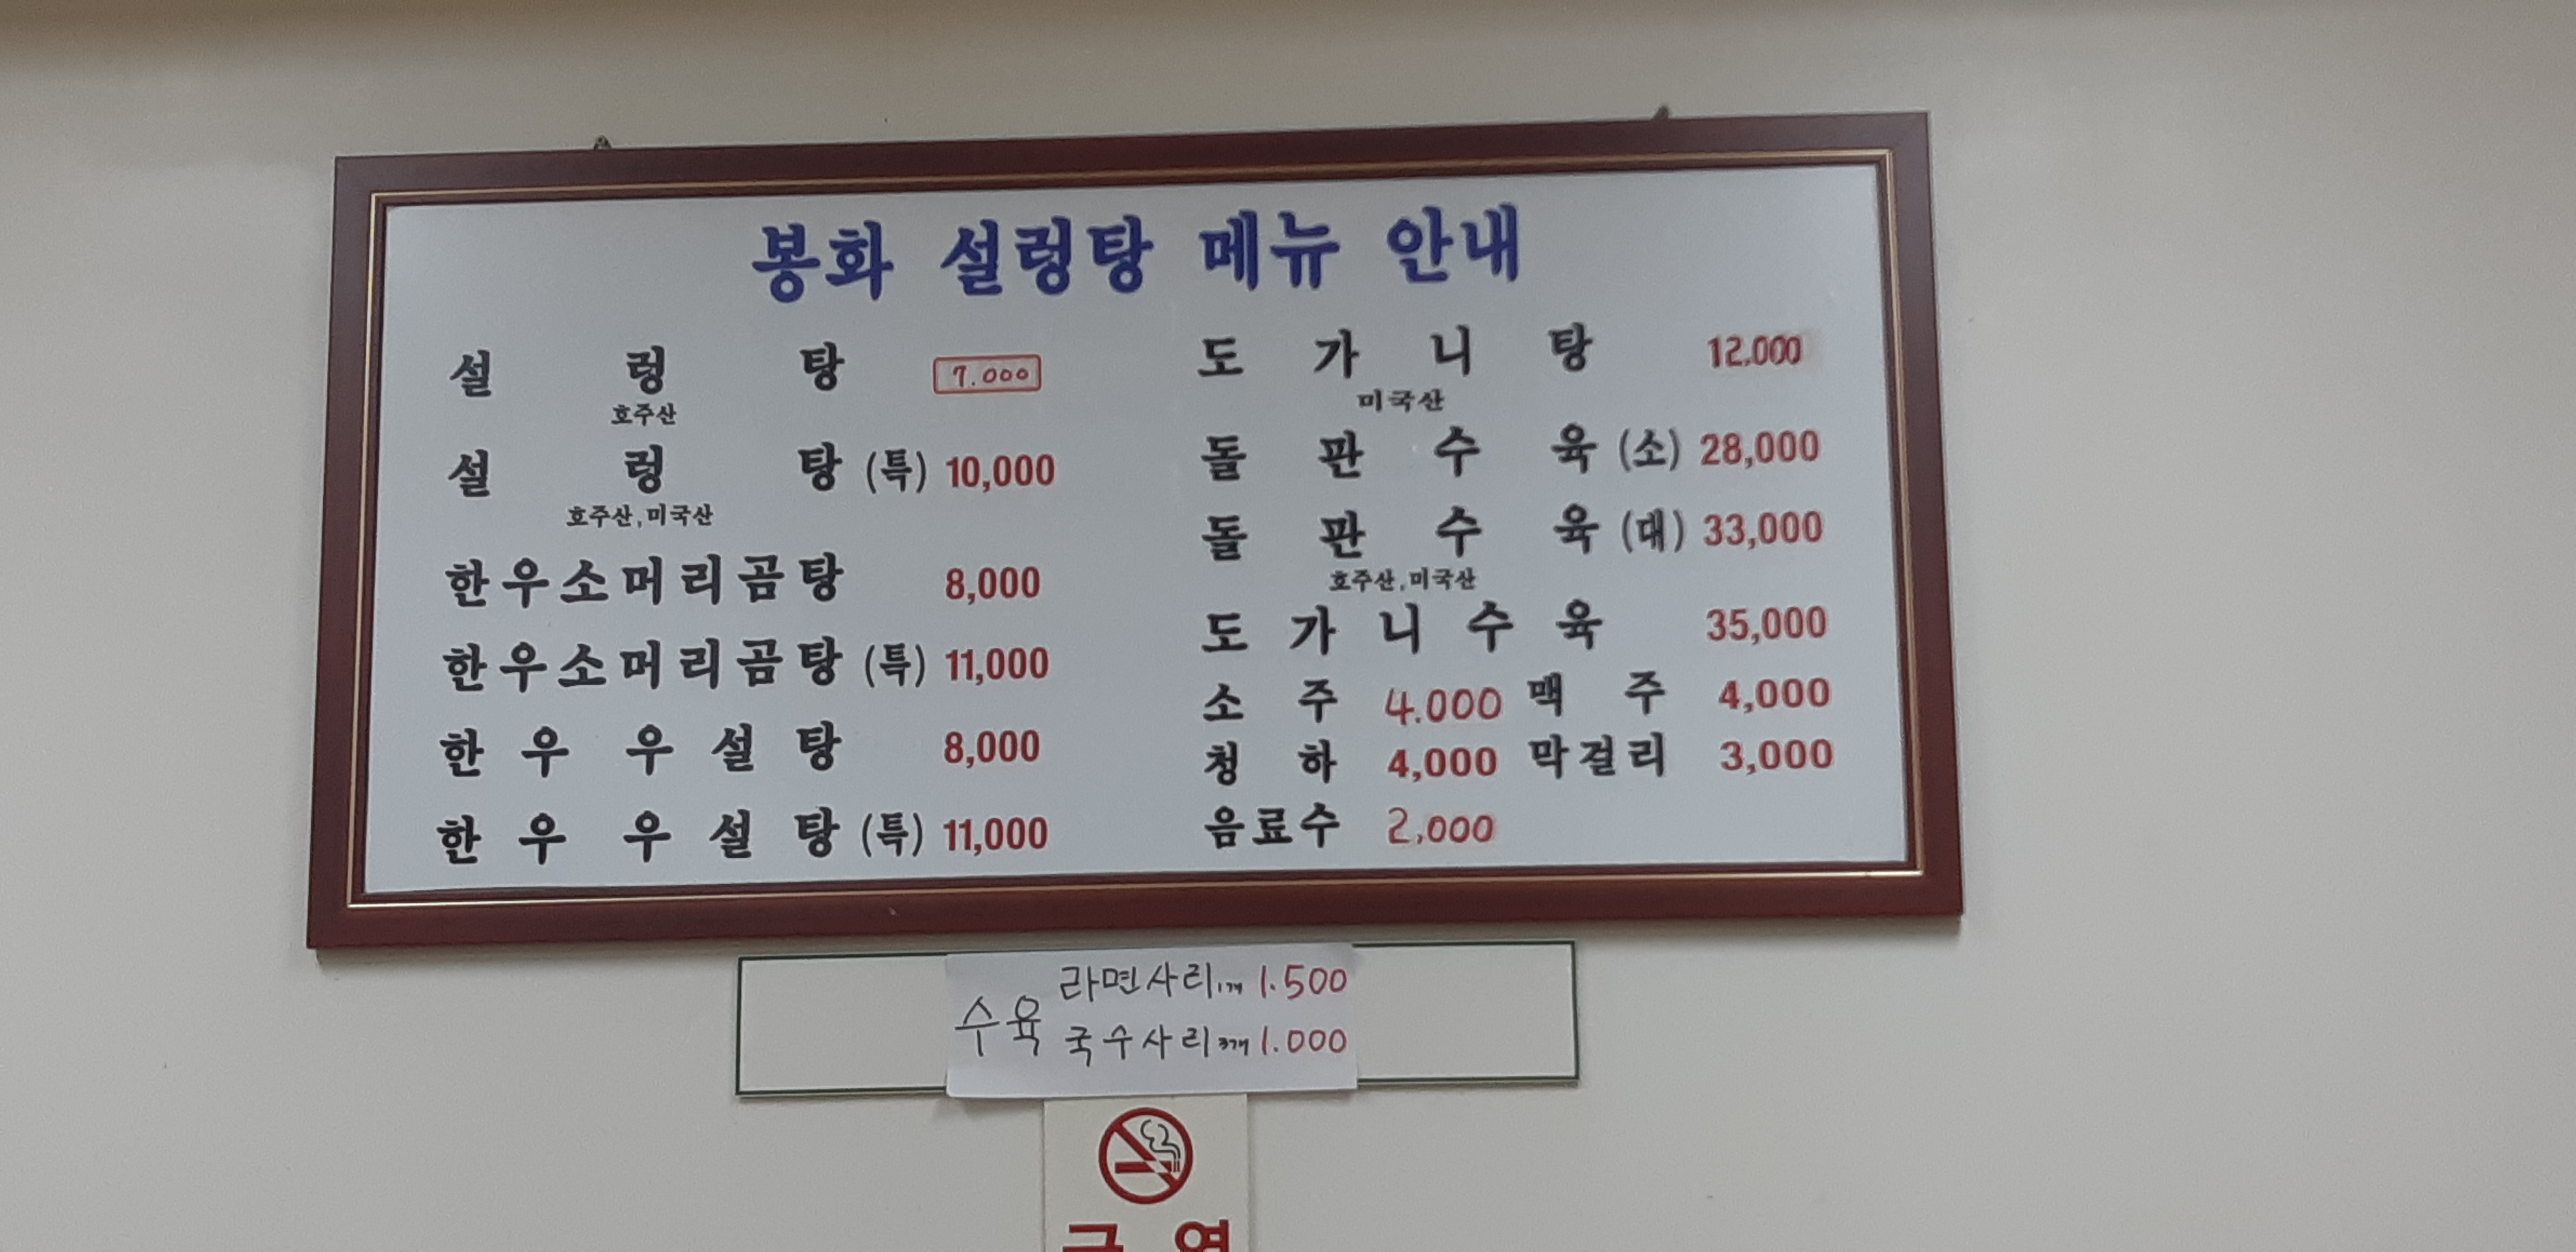 봉화 설렁탕 메뉴 안내
설렁탕 7.000
호주산
설렁탕 (특) 10,000
호주산, 미국산
한우소머리곰탕 8,000
한우소머리곰탕 (특) 11,000
한우 우설탕 8,000
한우 우설탕 (특) 11,000
도가니탕 12.000
미국산
돌판수육 (소) 28,000
돌판수육 (대) 33,000
호주산, 미국산
도가니수육 35,000
소주 4.000 맥주 4,000
청하 4,000 막걸리 3,000
음료수 2,000
수육
라면사리 1개 1.500
국수사리 3개 1.000